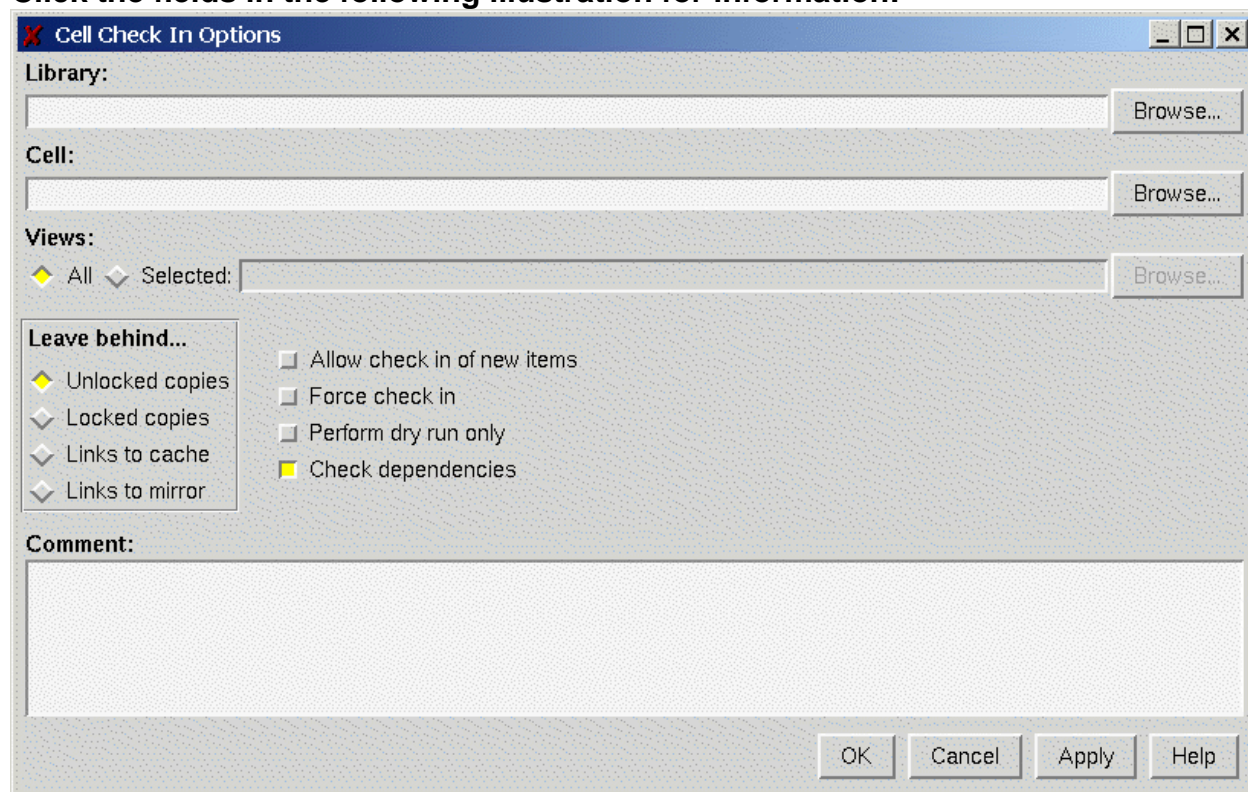 Click the fields in the following illustration for information.
Cell Check In Options
Library:
Browse...
Cell:
Browse...
Views:
All Selected: Browse...
Leave behind...
Unlocked copies
Locked copies
Links to cache
Links to mirror
Allow check in of new items
Force check in
Perform dry run only
Check dependencies
Comment:
OK Cancel Apply Help